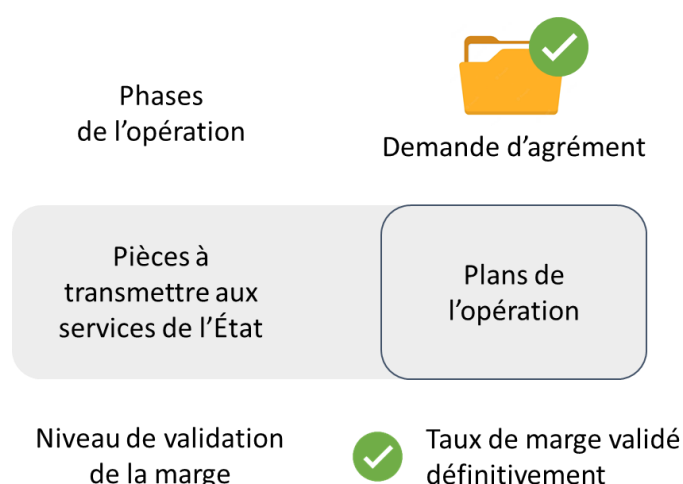 Phases
de l’opération
Demande d’agrément
Pièces à
transmettre aux
services de l’État
Plans de
l’opération
Niveau de validation
de la marge
Taux de marge validé
définitivement